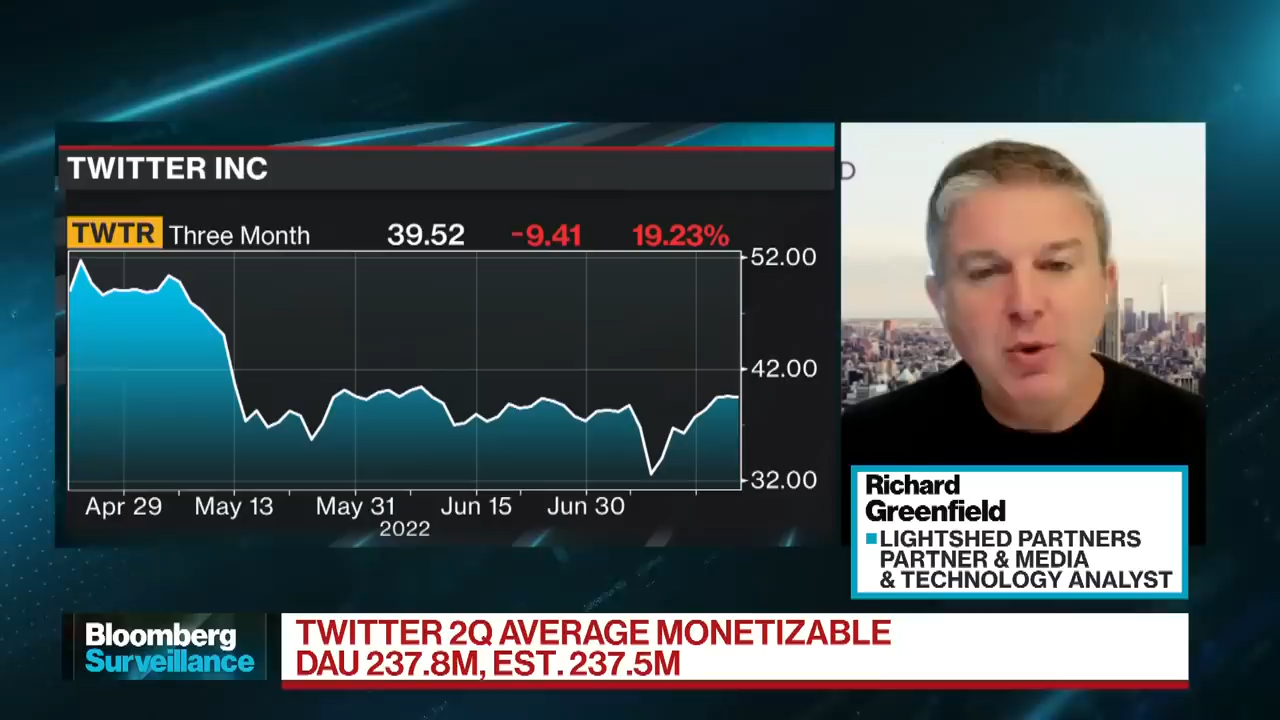 TWITTER INC
TWTR Three Month 39.52 -9.41 19.23%
52.00
42.00
32.00
Apr 29 May 13 May 31 Jun 15 Jun 30
2022
D
Richard
Greenfield
LIGHTSHED PARTNERS
PARTNER & MEDIA
& TECHNOLOGY ANALYST
Bloomberg
Surveillance
TWITTER 2Q AVERAGE MONETIZABLE
DAU 237.8M, EST. 237.5M